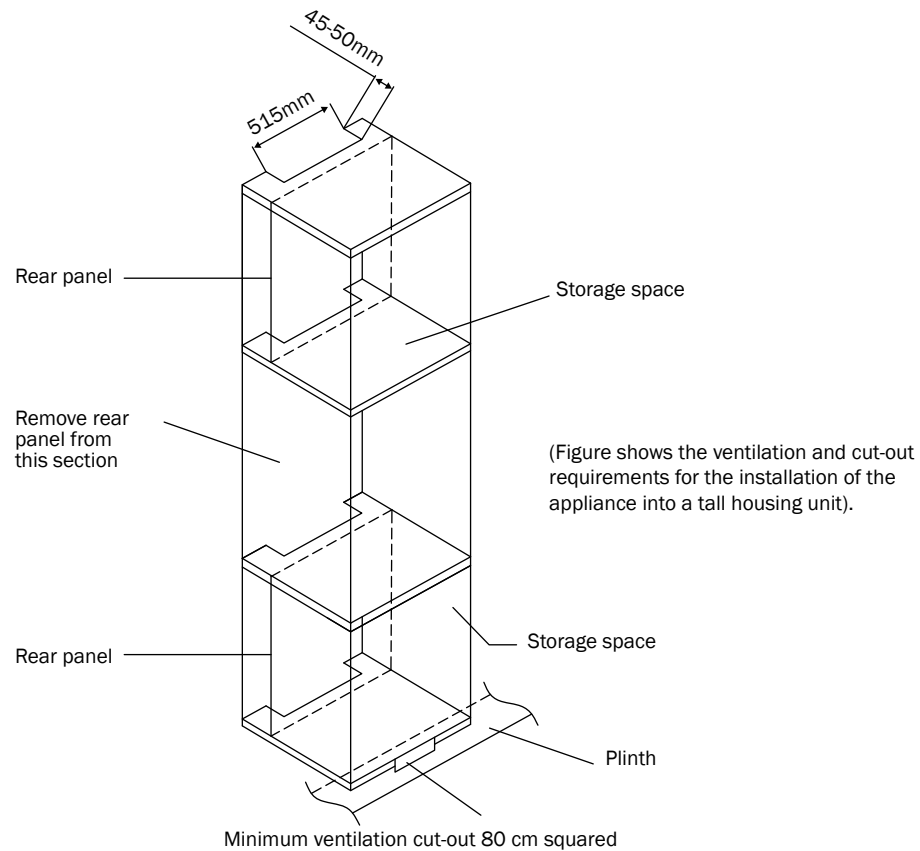 45-50mm
515mm
Rear panel
Storage space
Remove rear
panel from
this section
(Figure shows the ventilation and cut-out
requirements for the installation of the
appliance into a tall housing unit).
Storage space
Rear panel
Plinth
Minimum ventilation cut-out 80 cm squared